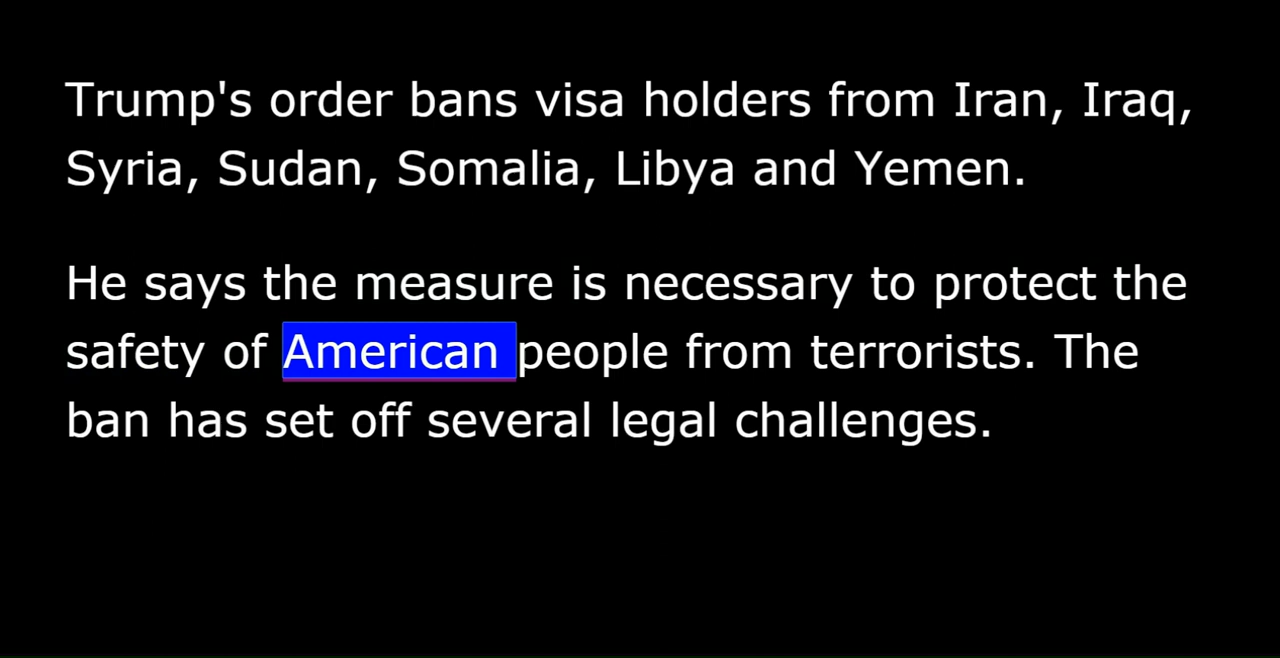 Trump's order bans visa holders from Iran, Iraq,
Syria, Sudan, Somalia, Libya and Yemen.
He says the measure is necessary to protect the
safety of American people from terrorists. The
ban has set off several legal challenges.